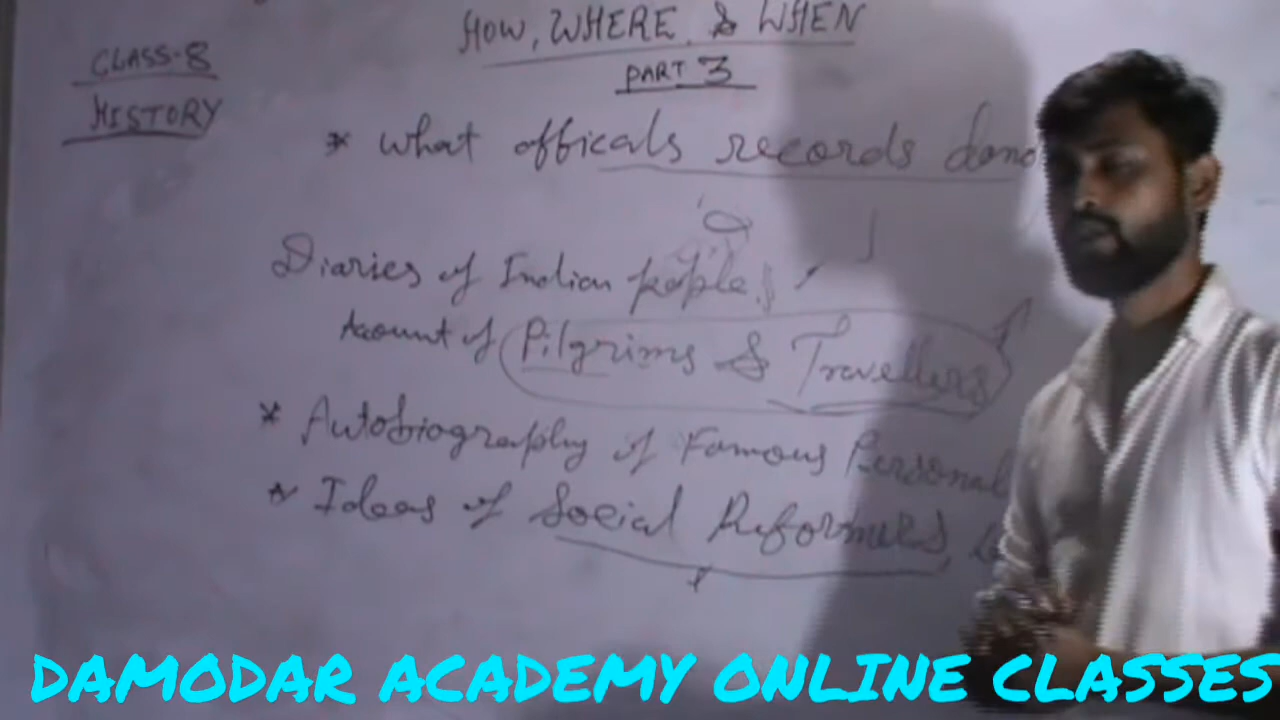 HOW, WHERE & WHEN
PART 3
CLASS-8
HISTORY
* what officals records
Diaries of Indian people,
Account of Pilgrims & Travellers
* Autobiography of Famous Personal
* Ideas of Social Reformers,
DAMODAR ACADEMY ONLINE CLASSES